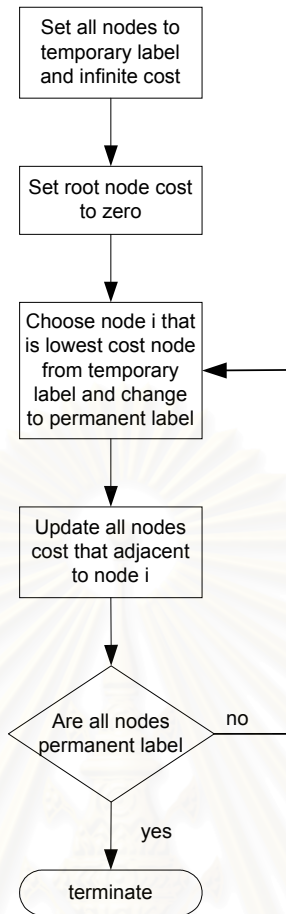 Set all nodes to
temporary label
and infinite cost
Set root node cost
to zero
Choose node i that
is lowest cost node
from temporary
label and change
to permanent label
Update all nodes
cost that adjacent
to node i
Are all nodes
permanent label
no
yes
terminate